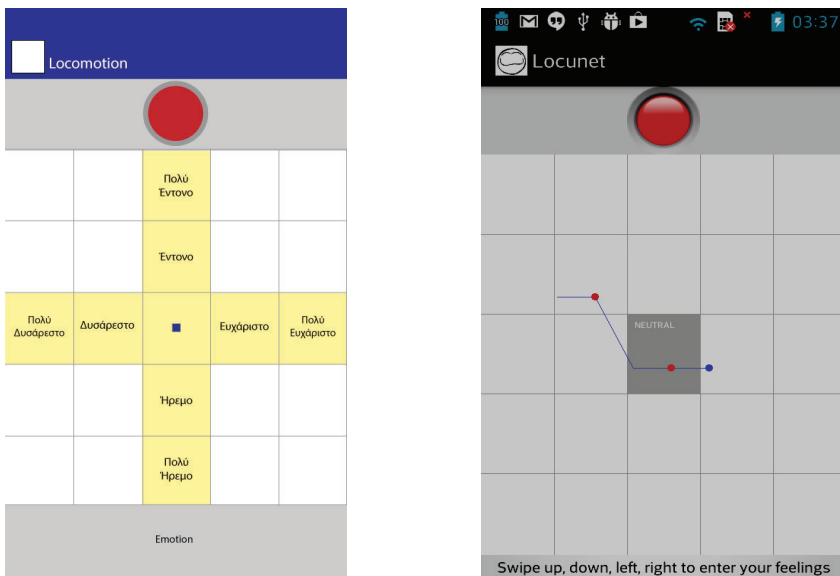 Locomotion
Πολύ
Έντονο
Έντονο
Πολύ
Δυσάρεστο
Δυσάρεστο
Ευχάριστο
Πολύ
Ευχάριστο
Ήρεμο
Πολύ
Ήρεμο
Emotion
100
03:37
Locunet
NEUTRAL
Swipe up, down, left, right to enter your feelings